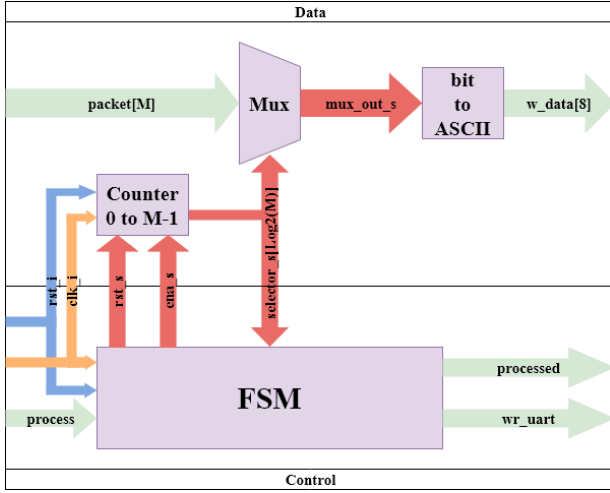 Data
packet[M]
Mux
mux_out_s
bit
to
ASCII
w_data[8]
Counter
0 to M-1
rst_i
clk_i
rst_s
ena_s
selector_s[Log2(M)]
FSM
process
processed
wr_uart
Control